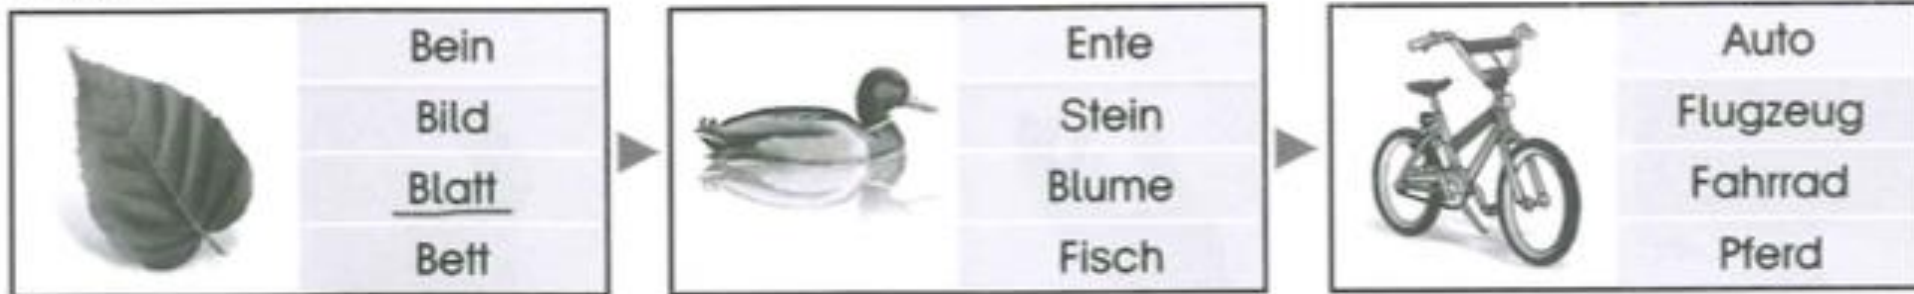 Bein
Bild
Blatt
Bett
Ente
Stein
Blume
Fisch
Auto
Flugzeug
Fahrrad
Pferd